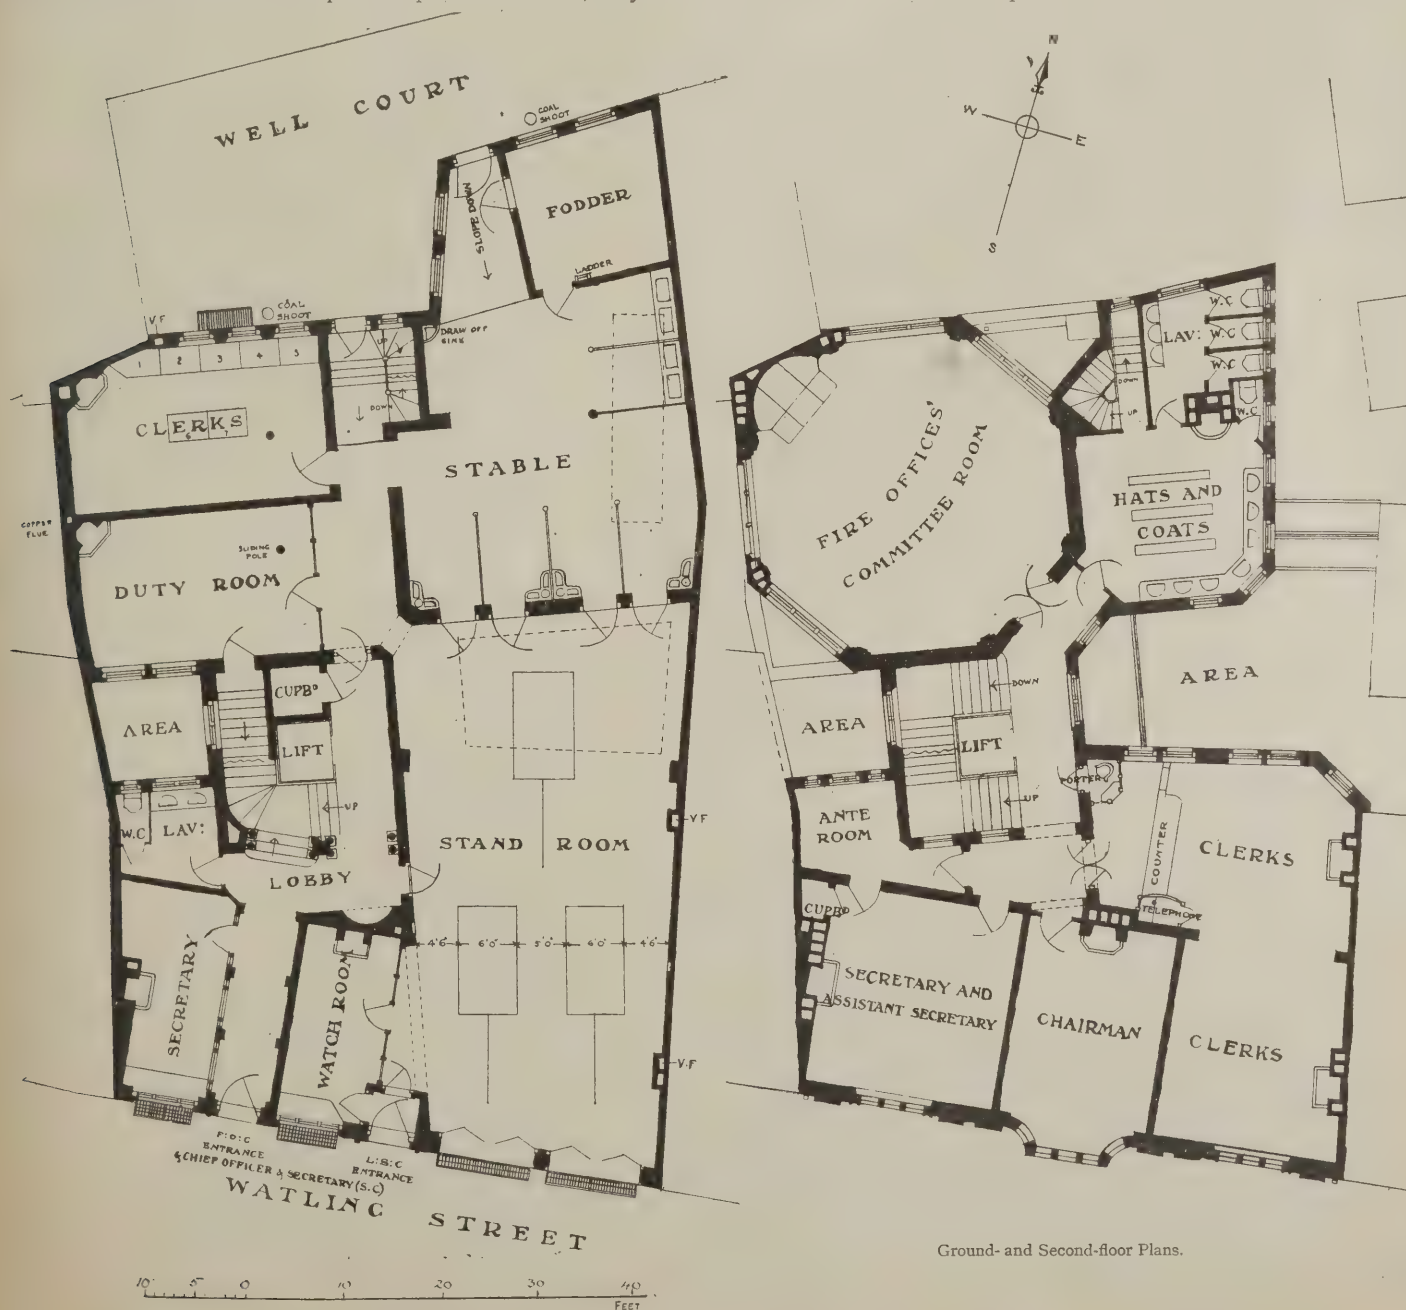 WELL COURT
COAL
SHOOT
SLOPE DOWN
FODDER
LADDER
V.F
COAL
SHOOT
DRAW OFF
SINK
UP
DOWN
1 2 3 4 5
CLERKS
6 7
STABLE
COPPER
FLUE
SLIDING
POLE
DUTY ROOM
CUPBD
AREA
LIFT
UP
W.C
LAV:
LOBBY
STAND ROOM
V.F
4'6" 6'0" 5'0" 6'0" 4'6"
SECRETARY
WATCH ROOM
V.F
F:O:C
ENTRANCE
& CHIEF OFFICER & SECRETARY (S.C)
L:S:C
ENTRANCE
WATLING STREET
10 5 0 10 20 30 40
FEET
N
W
E
S
W.C
LAV:
W.C
W.C
DOWN
UP
W.C
FIRE OFFICES'
COMMITTEE ROOM
HATS AND
COATS
AREA
DOWN
AREA
LIFT
PORTER
UP
ANTE
ROOM
COUNTER
CLERKS
CUPBD
TELEPHONE
SECRETARY AND
ASSISTANT SECRETARY
CHAIRMAN
CLERKS
Ground- and Second-floor Plans.